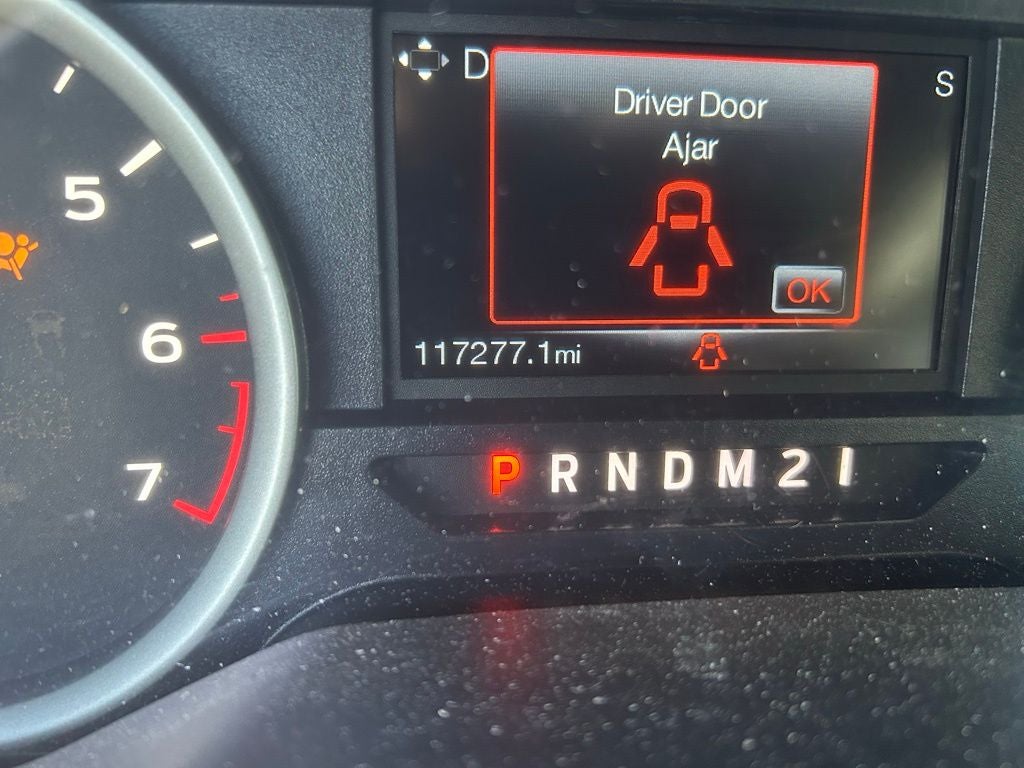 D
S
Driver Door
Ajar
OK
117277.1mi
5
6
7
P R N D M 2 1